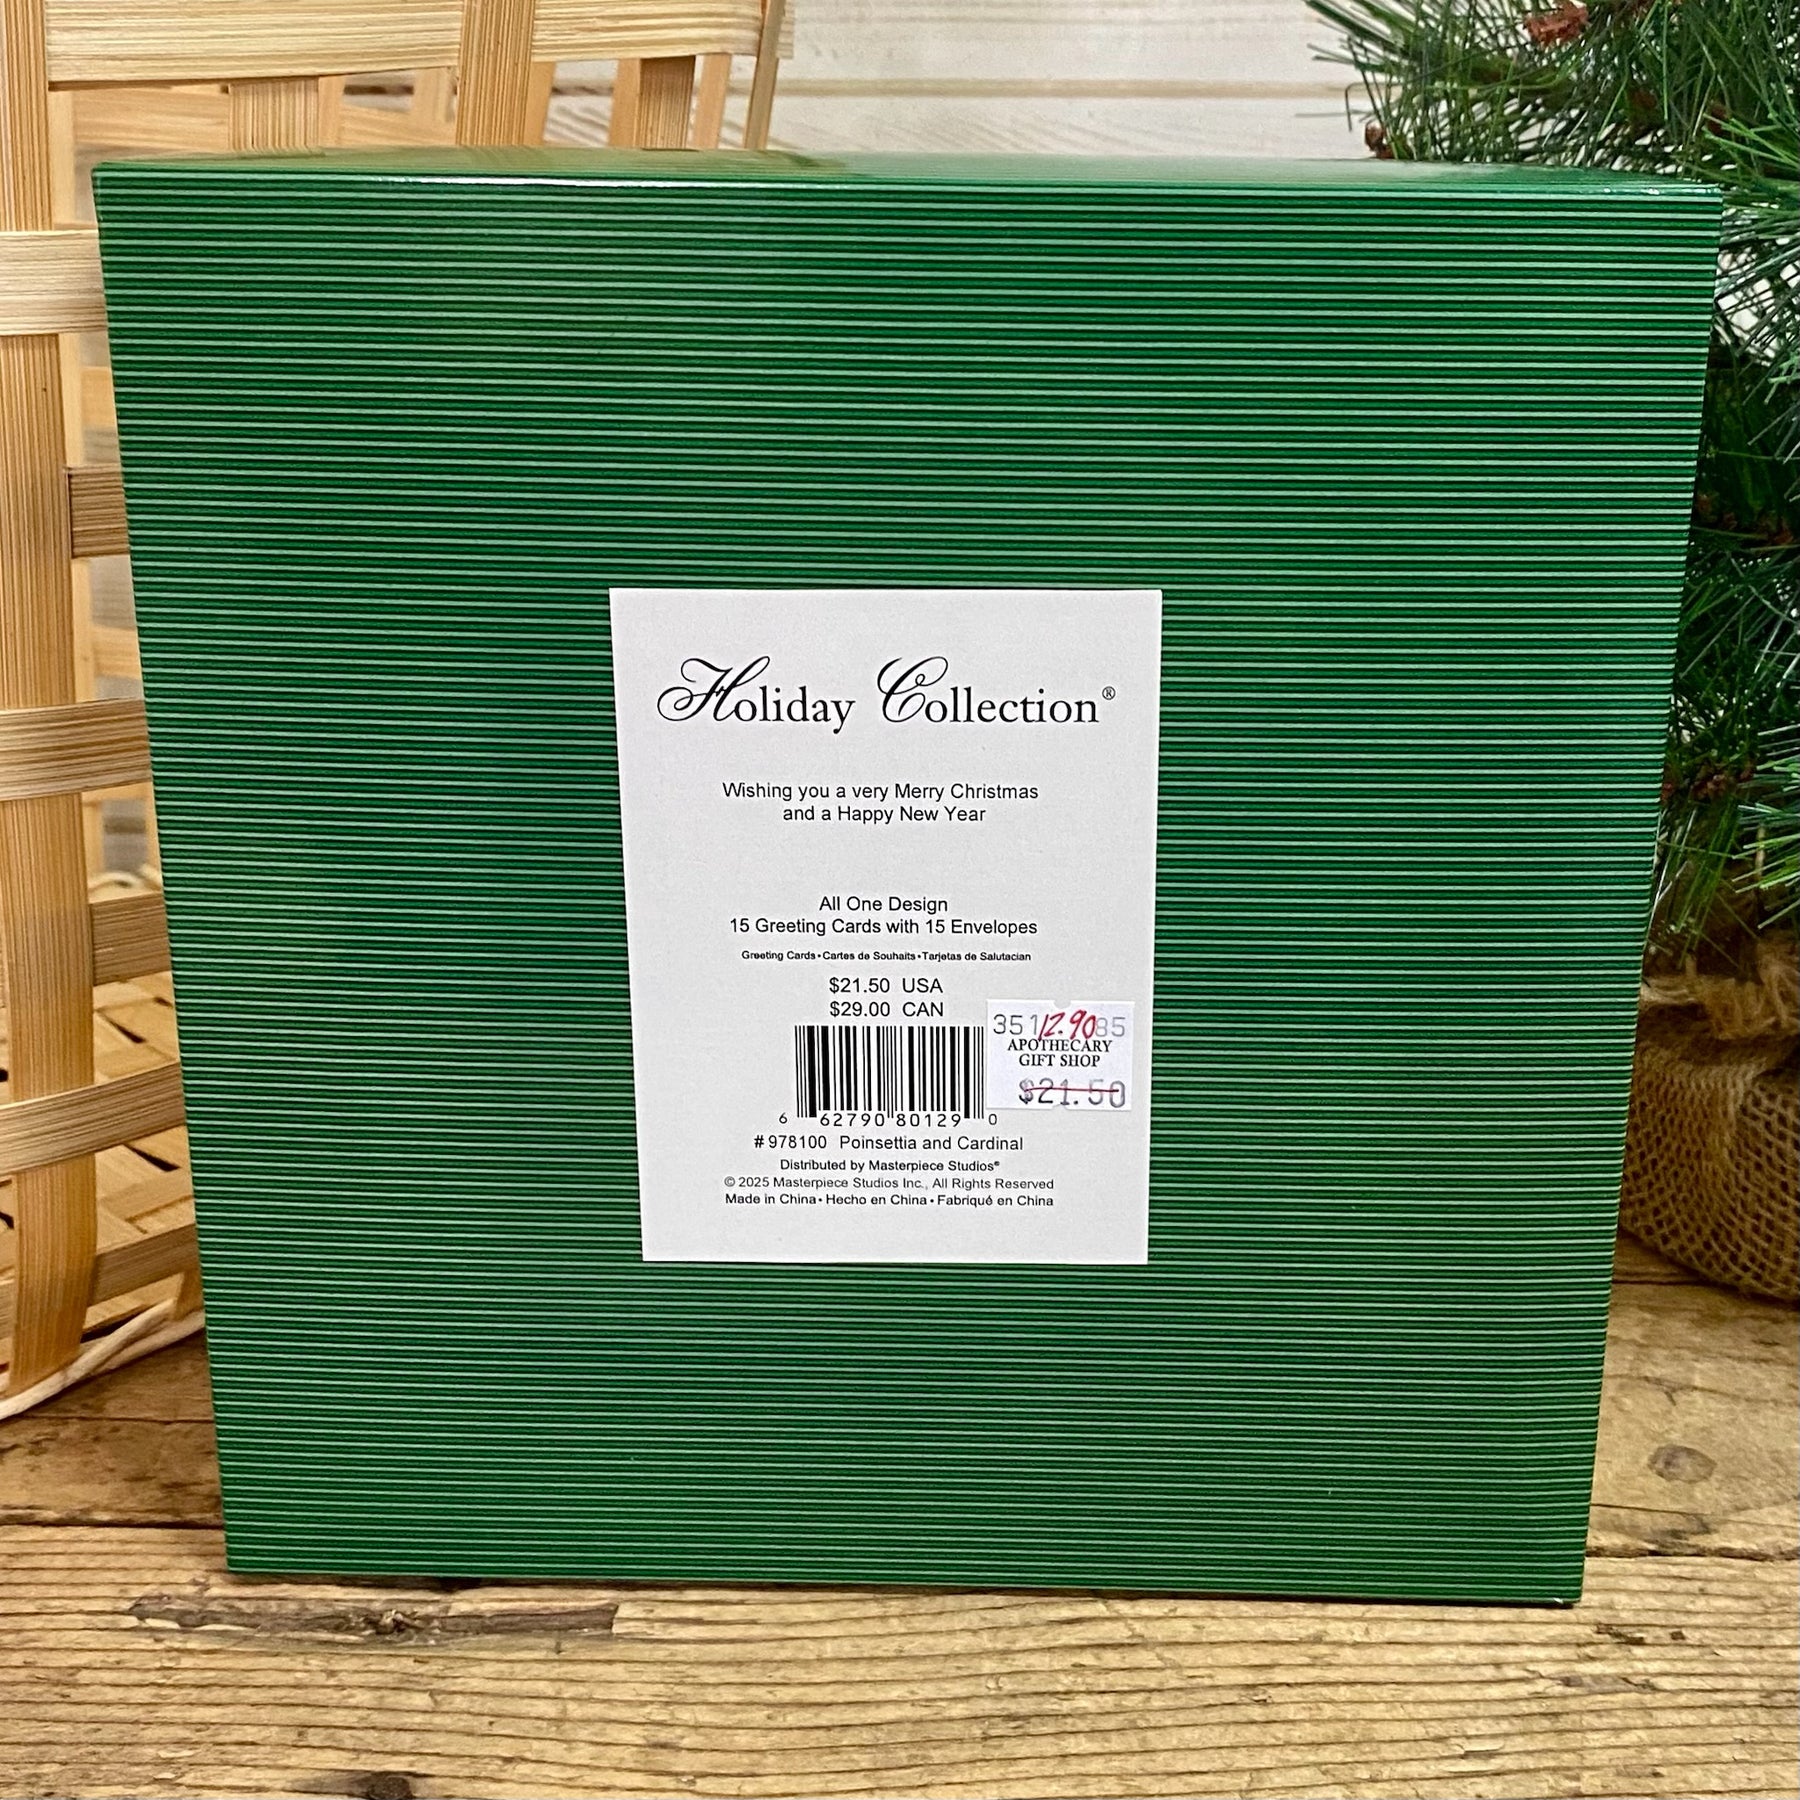 Holiday Collection®
Wishing you a very Merry Christmas
and a Happy New Year
All One Design
15 Greeting Cards with 15 Envelopes
Greeting Cards • Cartes de Souhaits • Tarjetas de Salutacian
$21.50 USA
$29.00 CAN
12.90
APOTHECARY
GIFT SHOP
$21.50
6 62790 80129 0
#978100 Poinsettia and Cardinal
Distributed by Masterpiece Studios®
© 2025 Masterpiece Studios Inc., All Rights Reserved
Made in China • Hecho en China • Fabriqué en China